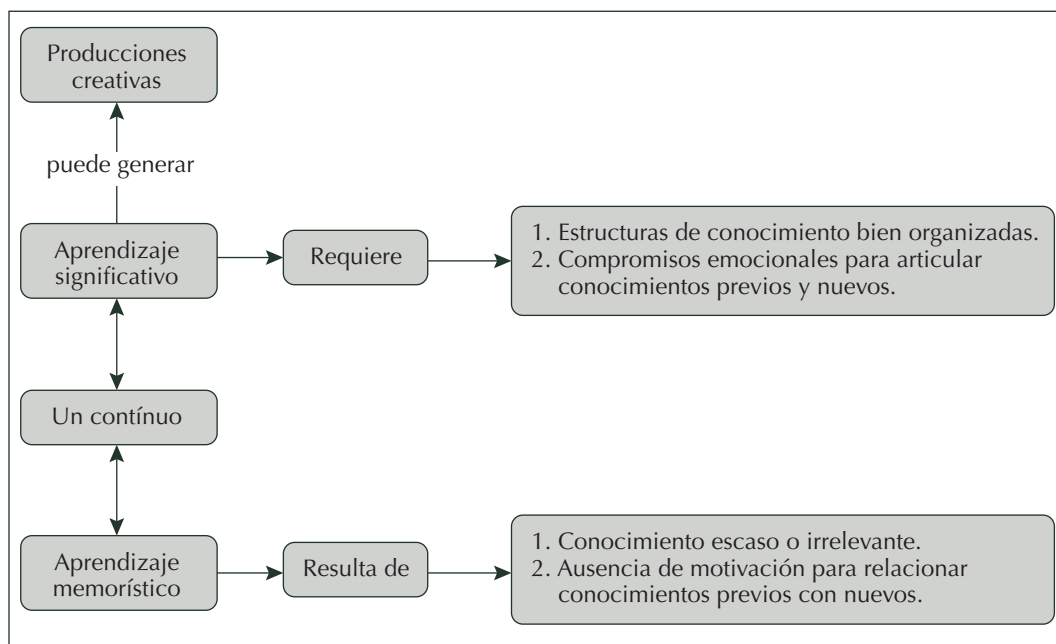 Producciones
creativas
puede generar
Aprendizaje
significativo
Requiere
1. Estructuras de conocimiento bien organizadas.
2. Compromisos emocionales para articular
conocimientos previos y nuevos.
Un contínuo
Aprendizaje
memorístico
Resulta de
1. Conocimiento escaso o irrelevante.
2. Ausencia de motivación para relacionar
conocimientos previos con nuevos.